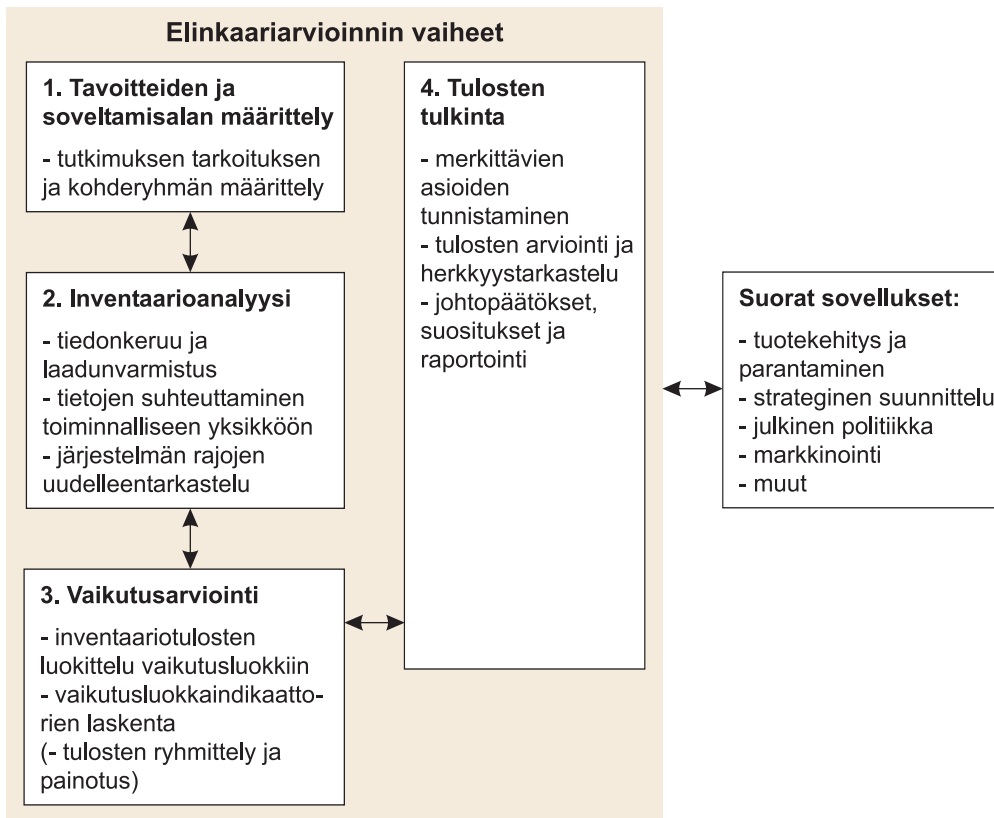 Elinkaariarvioinnin vaiheet
1. Tavoitteiden ja
soveltamisalan määrittely
- tutkimuksen tarkoituksen
ja kohderyhmän määrittely
2. Inventaarioanalyysi
- tiedonkeruu ja
laadunvarmistus
- tietojen suhteuttaminen
toiminnalliseen yksikköön
- järjestelmän rajojen
uudelleentarkastelu
3. Vaikutusarviointi
- inventaariotulosten
luokittelu vaikutusluokkiin
- vaikutusluokkaindikaatto-
rien laskenta
(- tulosten ryhmittely ja
painotus)
4. Tulosten
tulkinta
- merkittävien
asioiden
tunnistaminen
- tulosten arviointi ja
herkkyystarkastelu
- johtopäätökset,
suositukset ja
raportointi
Suorat sovellukset:
- tuotekehitys ja
parantaminen
- strateginen suunnittelu
- julkinen politiikka
- markkinointi
- muut